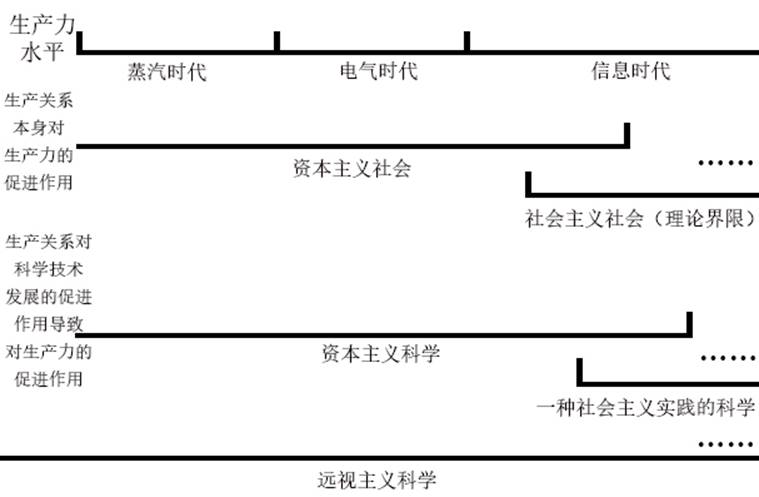 生产力
水平
蒸汽时代
电气时代
信息时代
生产关系
本身对
生产力的
促进作用
资本主义社会
……
社会主义社会（理论界限）
生产关系对
科学技术
发展的促进
作用导致
对生产力的
促进作用
资本主义科学
……
一种社会主义实践的科学
……
远视主义科学